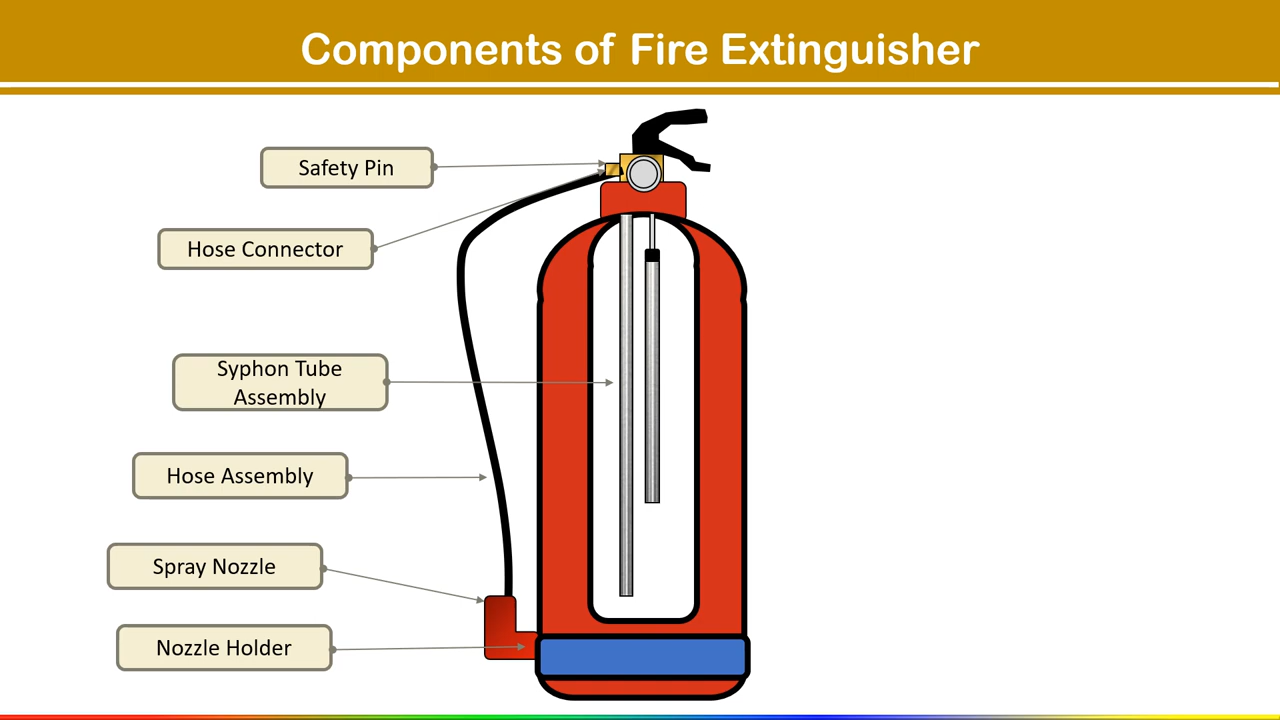 Components of Fire Extinguisher
Safety Pin
Hose Connector
Syphon Tube
Assembly
Hose Assembly
Spray Nozzle
Nozzle Holder